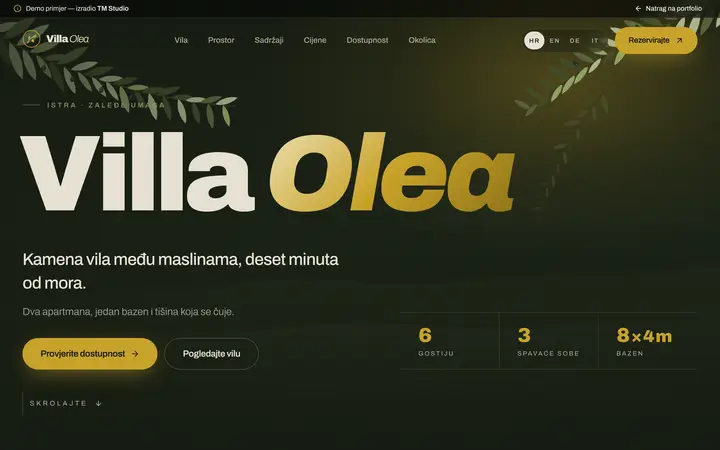 Demo primjer — izradio TM Studio
Natrag na portfolio
Villa Olea
Vila
Prostor
Sadržaji
Cijene
Dostupnost
Okolica
HR
EN
DE
IT
Rezervirajte
ISTRA · ZALEĐE UMAGA
Villa Olea
Kamena vila među maslinama, deset minuta
od mora.
Dva apartmana, jedan bazen i tišina koja se čuje.
Provjerite dostupnost
Pogledajte vilu
6
GOSTIJU
3
SPAVAĆE SOBE
8×4m
BAZEN
SKROLAJTE